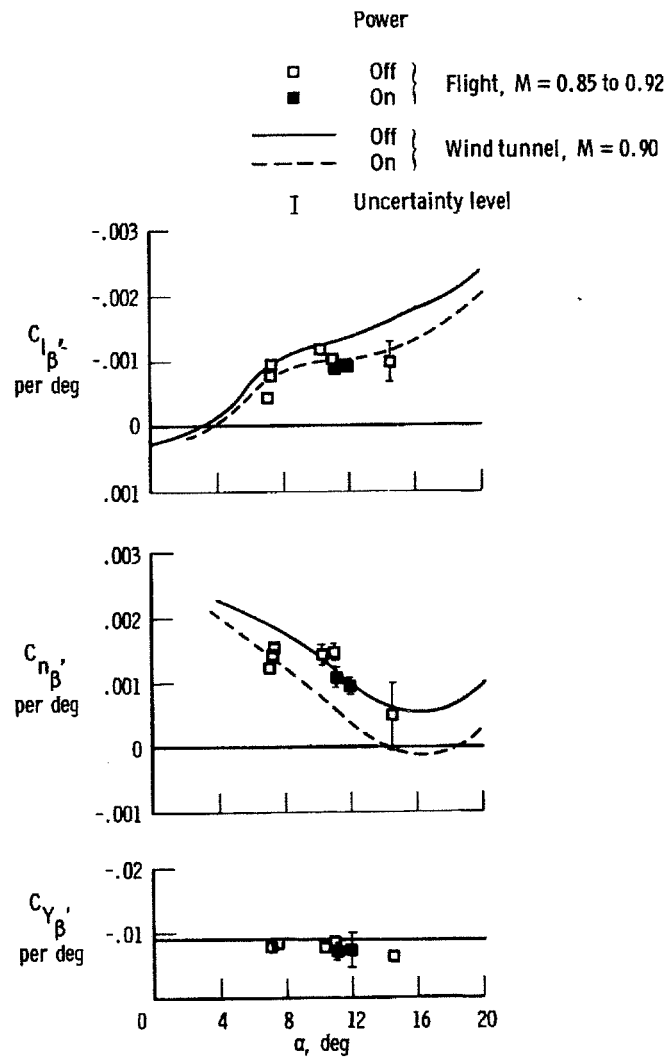 Power
Off
On
Flight, M = 0.85 to 0.92
Off
On
Wind tunnel, M = 0.90
Uncertainty level
-.003
-.002
-.001
0
.001
C_lβ'
per deg
.003
.002
.001
0
-.001
C_nβ'
per deg
-.02
-.01
C_Yβ'
per deg
0 4 8 12 16 20
α, deg